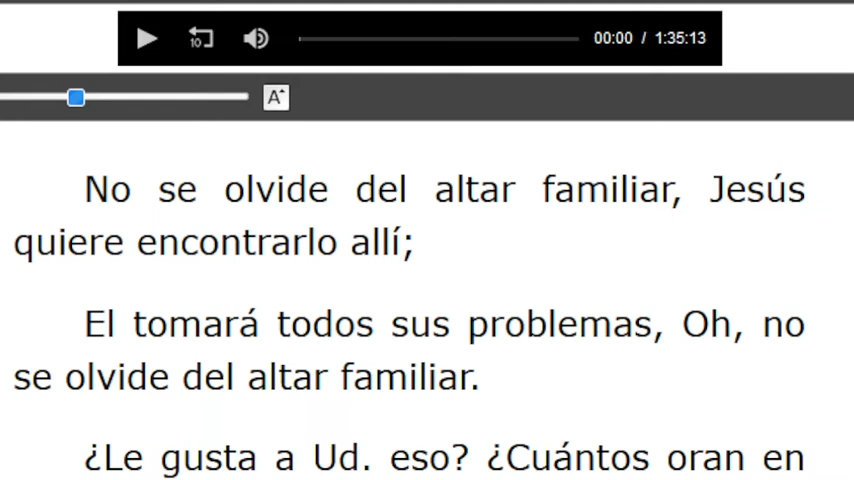 10
00:00 / 1:35:13
A
No se olvide del altar familiar, Jesús
quiere encontrarlo allí;
El tomará todos sus problemas, Oh, no
se olvide del altar familiar.
¿Le gusta a Ud. eso? ¿Cuántos oran en